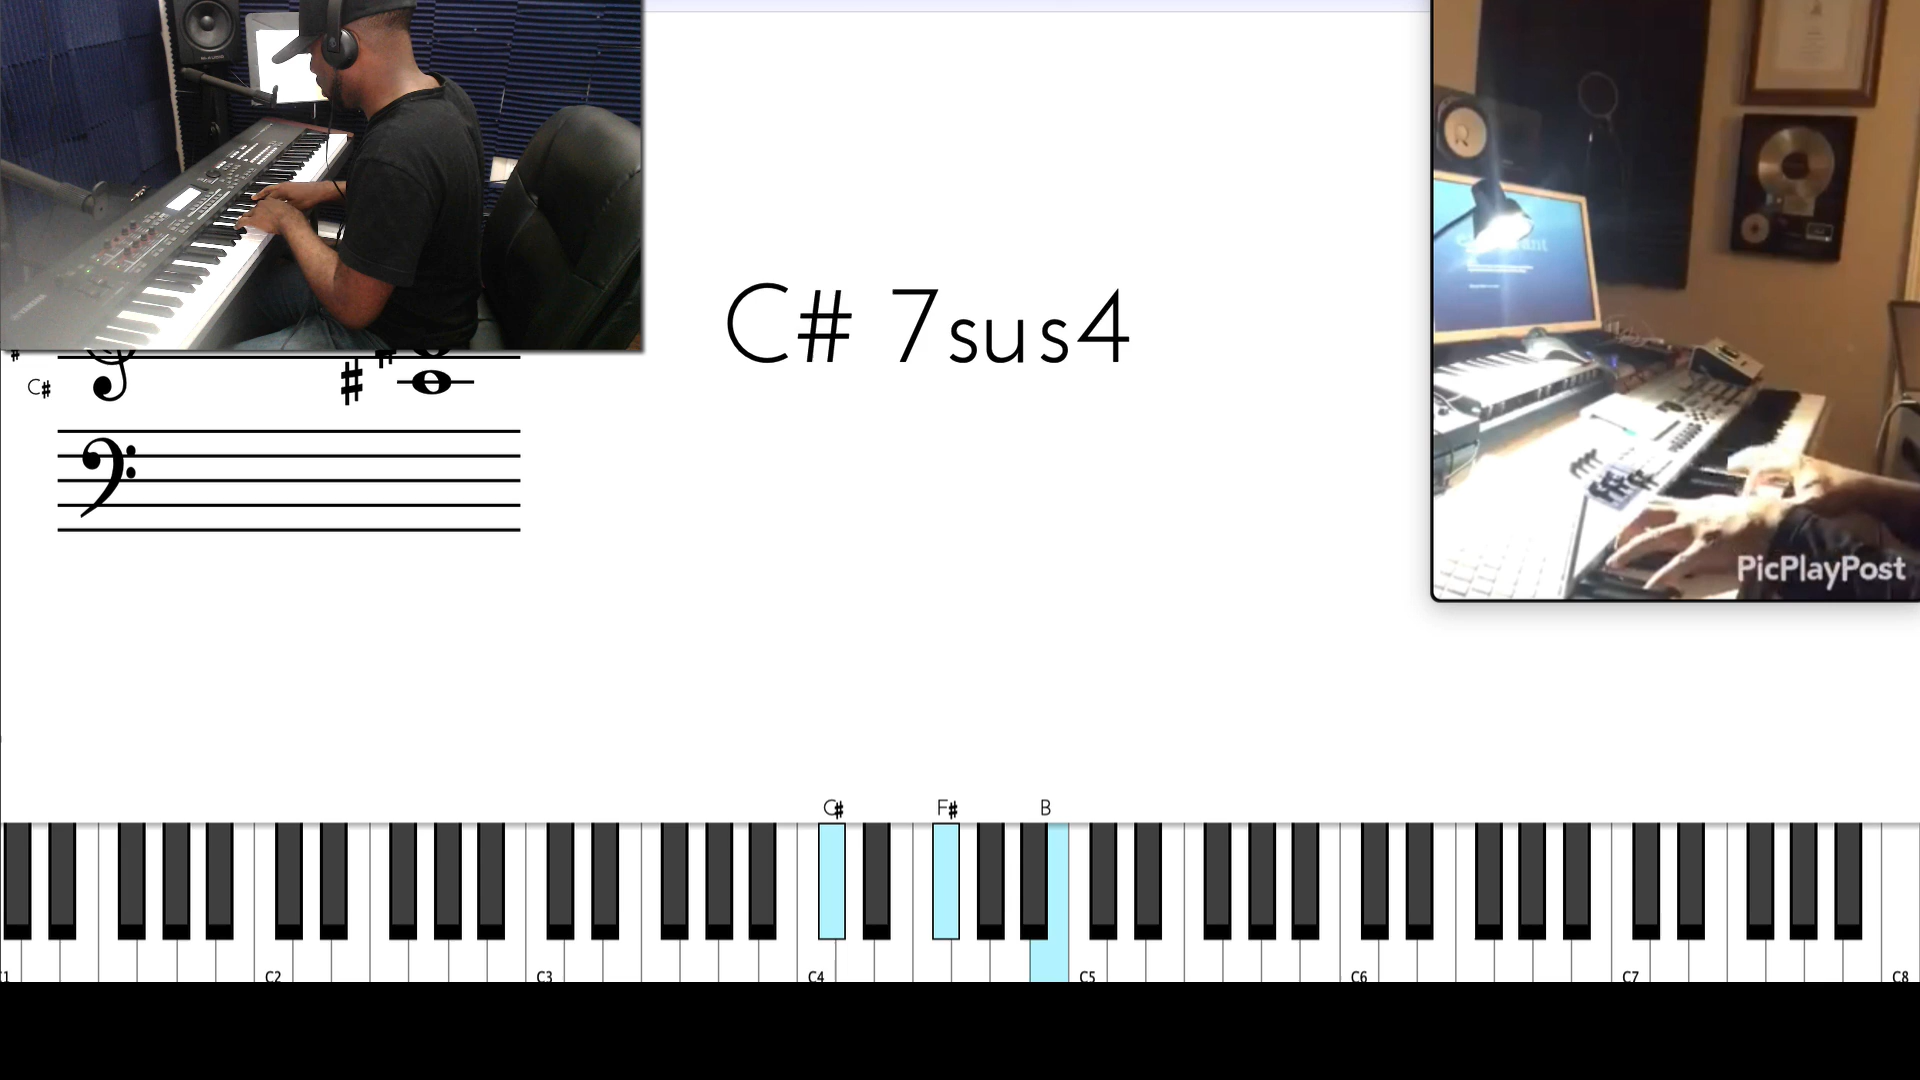 C# 7sus4
C#
PicPlayPost
C# F# B
C2 C3 C4 C5 C6 C7 C8